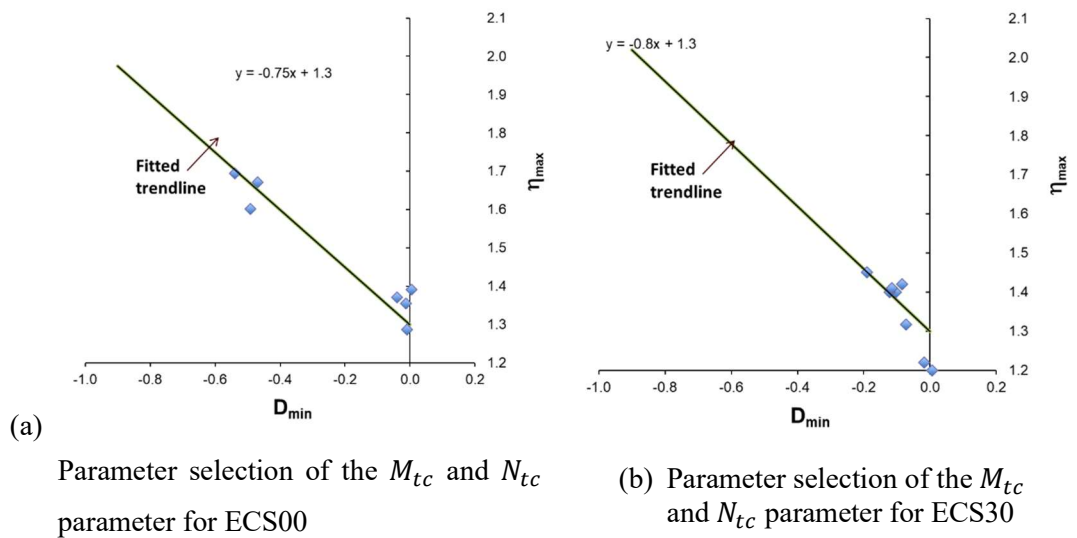 2.1
2.0
1.9
1.8
1.7
1.6
1.5
1.4
1.3
1.2
y = -0.75x + 1.3
Fitted
trendline
ηmax
-1.0 -0.8 -0.6 -0.4 -0.2 0.0 0.2
Dmin
(a)
Parameter selection of the Mtc and Ntc
parameter for ECS00
2.1
2.0
1.9
1.8
1.7
1.6
1.5
1.4
1.3
1.2
y = -0.8x + 1.3
Fitted
trendline
ηmax
-1.0 -0.8 -0.6 -0.4 -0.2 0.0 0.2
Dmin
(b) Parameter selection of the Mtc
and Ntc parameter for ECS30